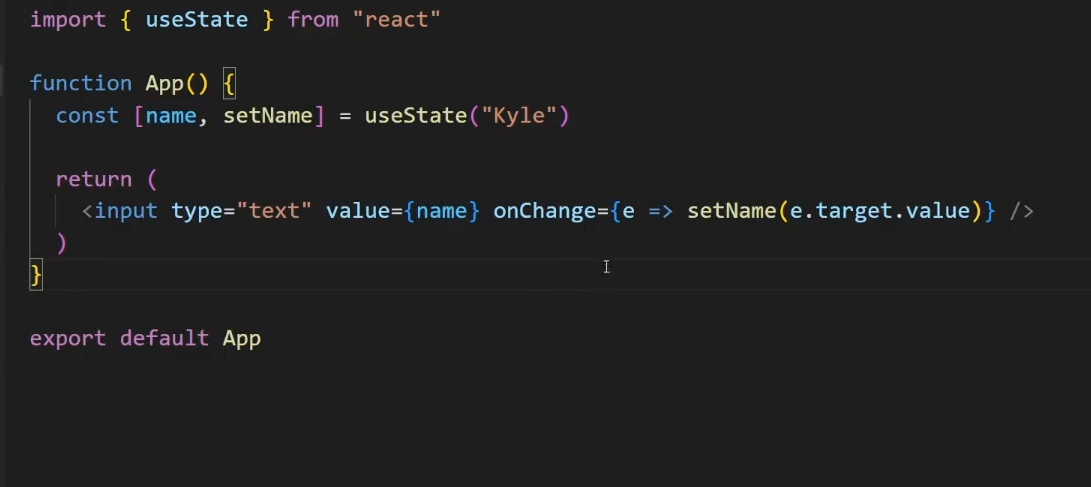 import { useState } from "react"
function App() {
const [name, setName] = useState("Kyle")
return (
<input type="text" value={name} onChange={e => setName(e.target.value)} />
)
}
export default App